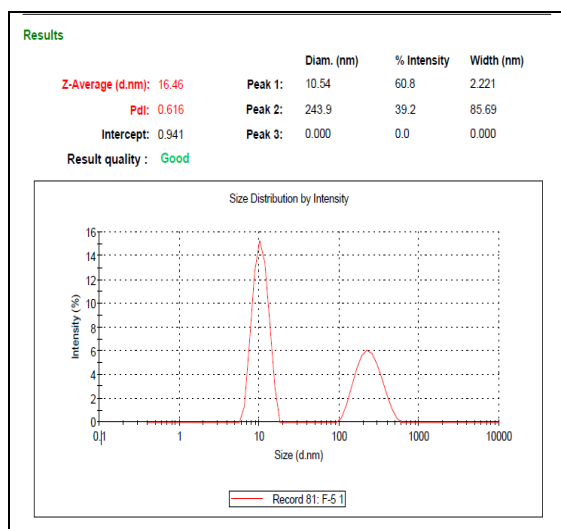 Results
Diam. (nm) % Intensity Width (nm)
Z-Average (d.nm): 16.46 Peak 1: 10.54 60.8 2.221
PdI: 0.616 Peak 2: 243.9 39.2 85.69
Intercept: 0.941 Peak 3: 0.000 0.0 0.000
Result quality : Good
Size Distribution by Intensity
Intensity (%)
16
14
12
10
8
6
4
2
0
0.1 1 10 100 1000 10000
Size (d.nm)
Record 81: F-5 1